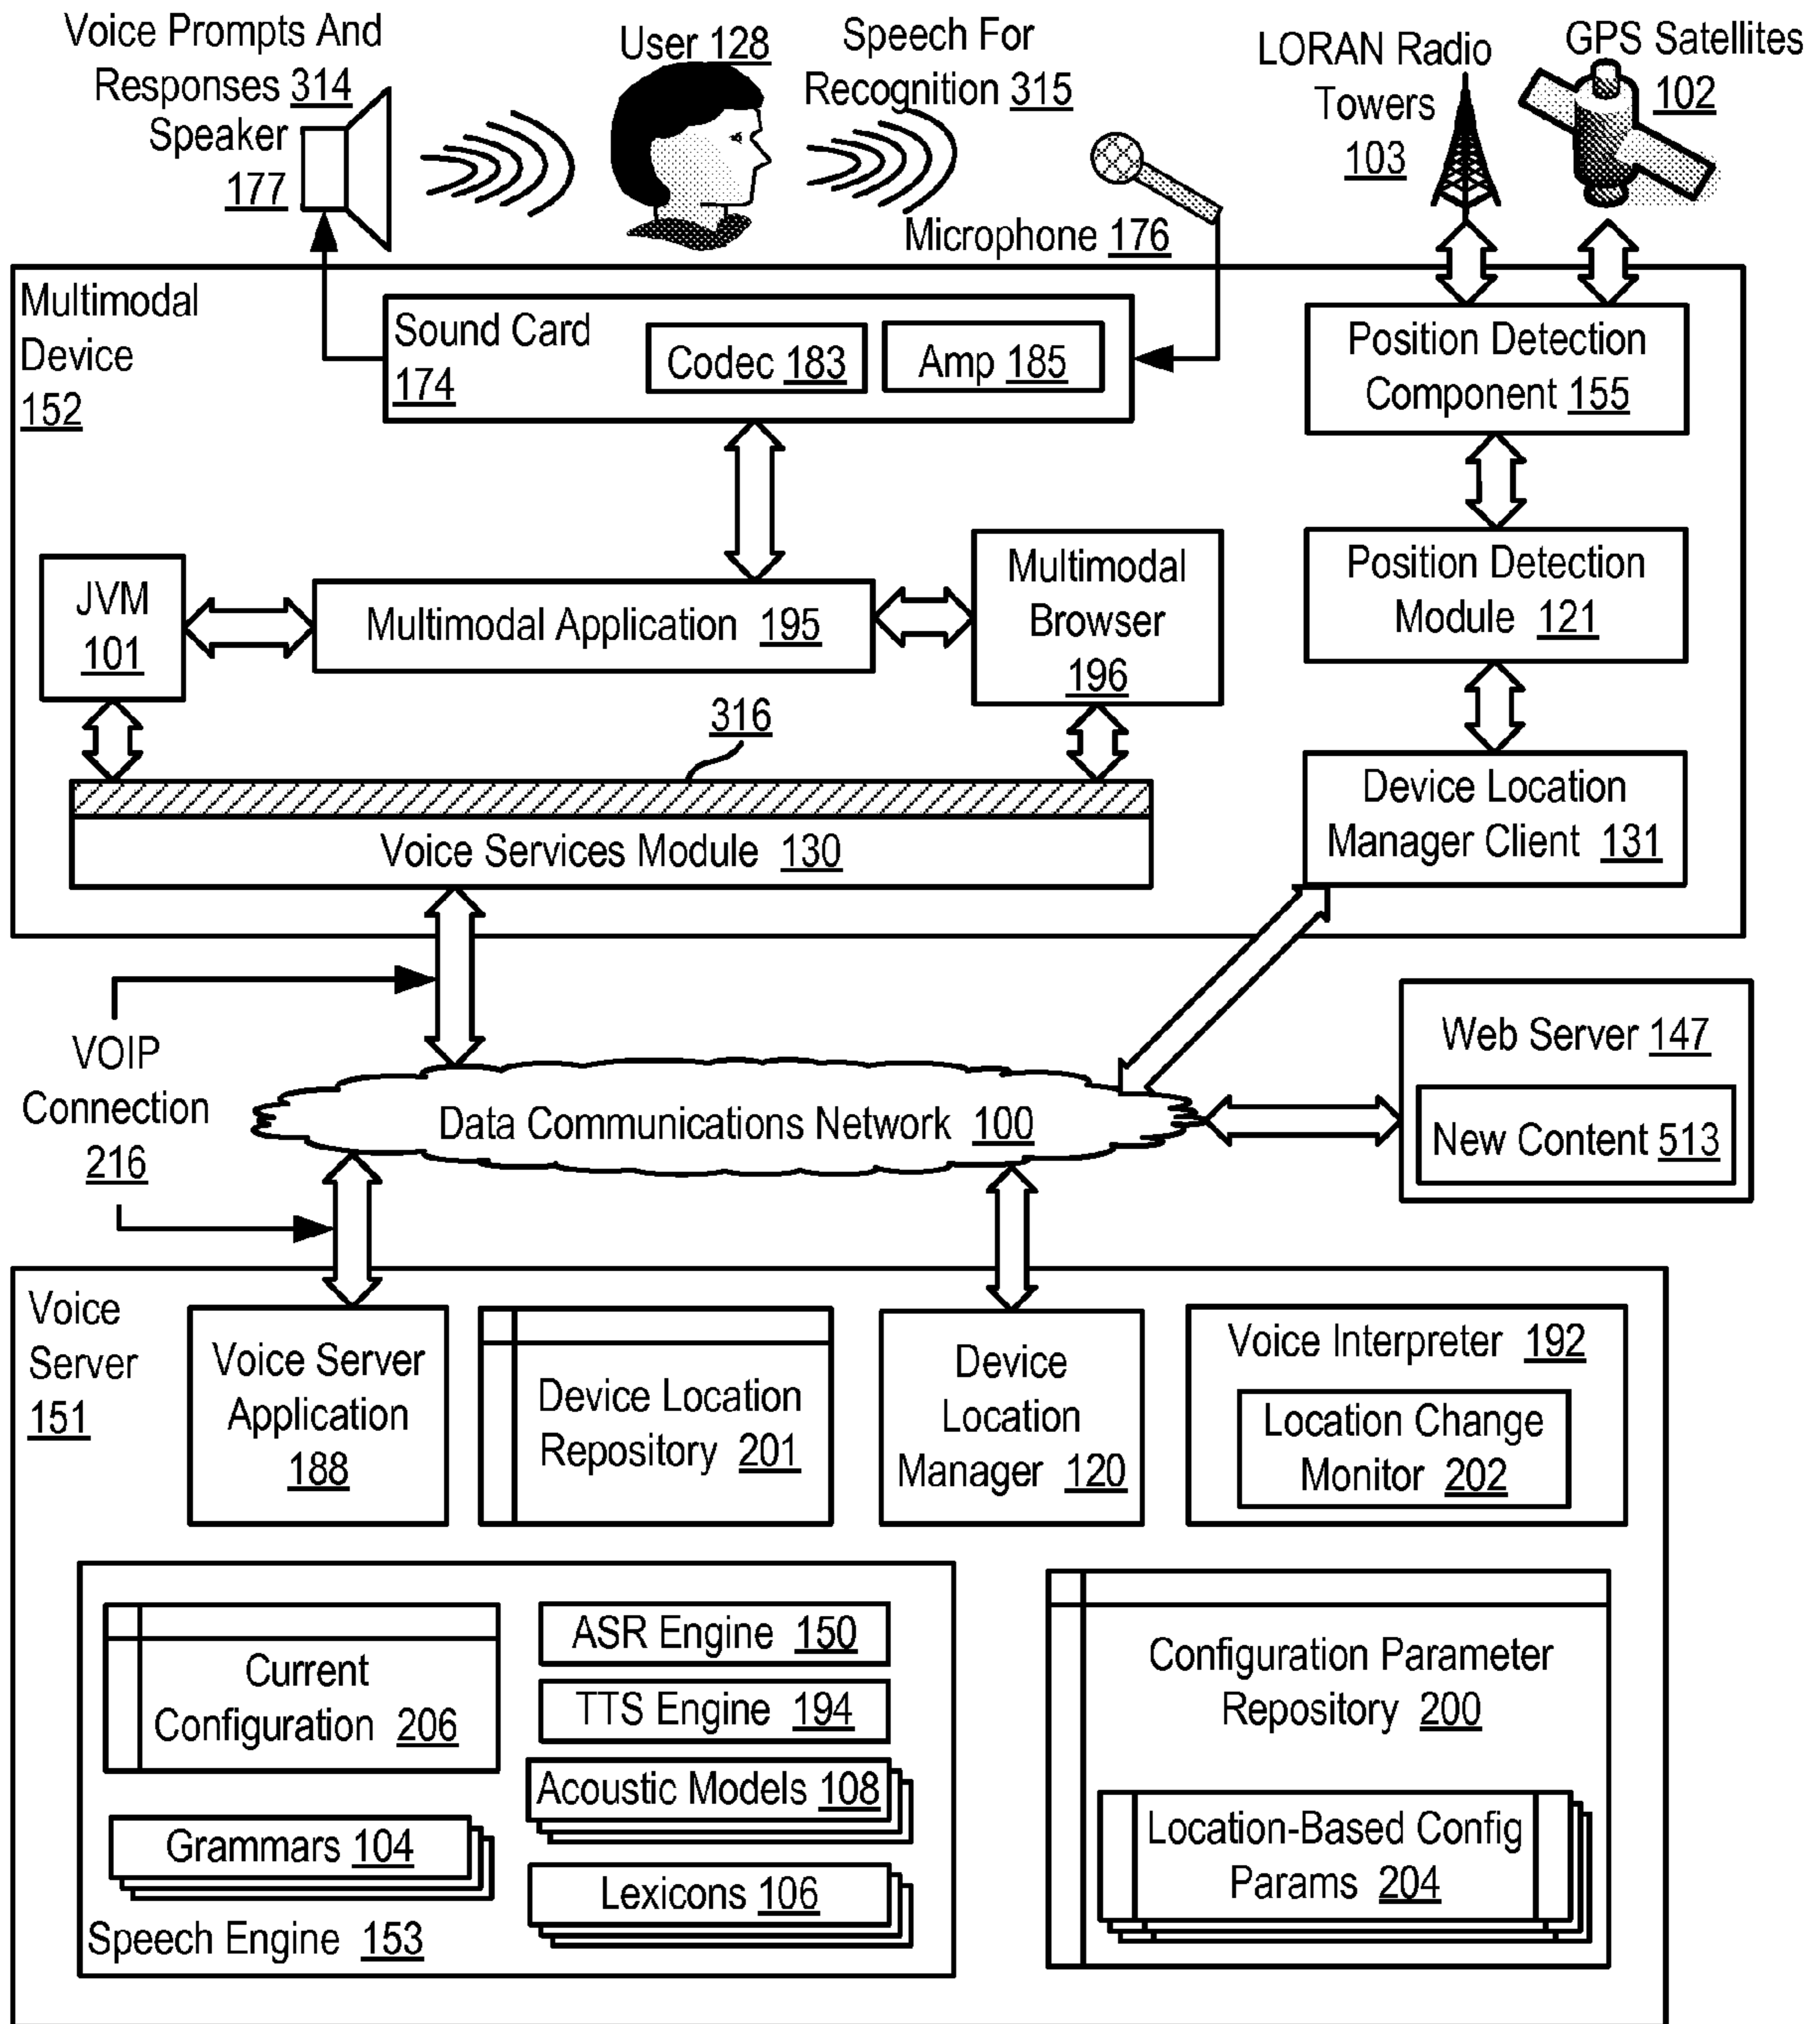 Voice Prompts And
Responses 314
Speaker
177
User 128
Speech For
Recognition 315
Microphone 176
LORAN Radio
Towers
103
GPS Satellites
102
Multimodal
Device
152
Sound Card
174
Codec 183
Amp 185
Position Detection
Component 155
JVM
101
Multimodal Application 195
Multimodal
Browser
196
Position Detection
Module 121
316
Voice Services Module 130
Device Location
Manager Client 131
VOIP
Connection
216
Data Communications Network 100
Web Server 147
New Content 513
Voice
Server
151
Voice Server
Application
188
Device Location
Repository 201
Device
Location
Manager 120
Voice Interpreter 192
Location Change
Monitor 202
Current
Configuration 206
ASR Engine 150
TTS Engine 194
Acoustic Models 108
Grammars 104
Lexicons 106
Speech Engine 153
Configuration Parameter
Repository 200
Location-Based Config
Params 204